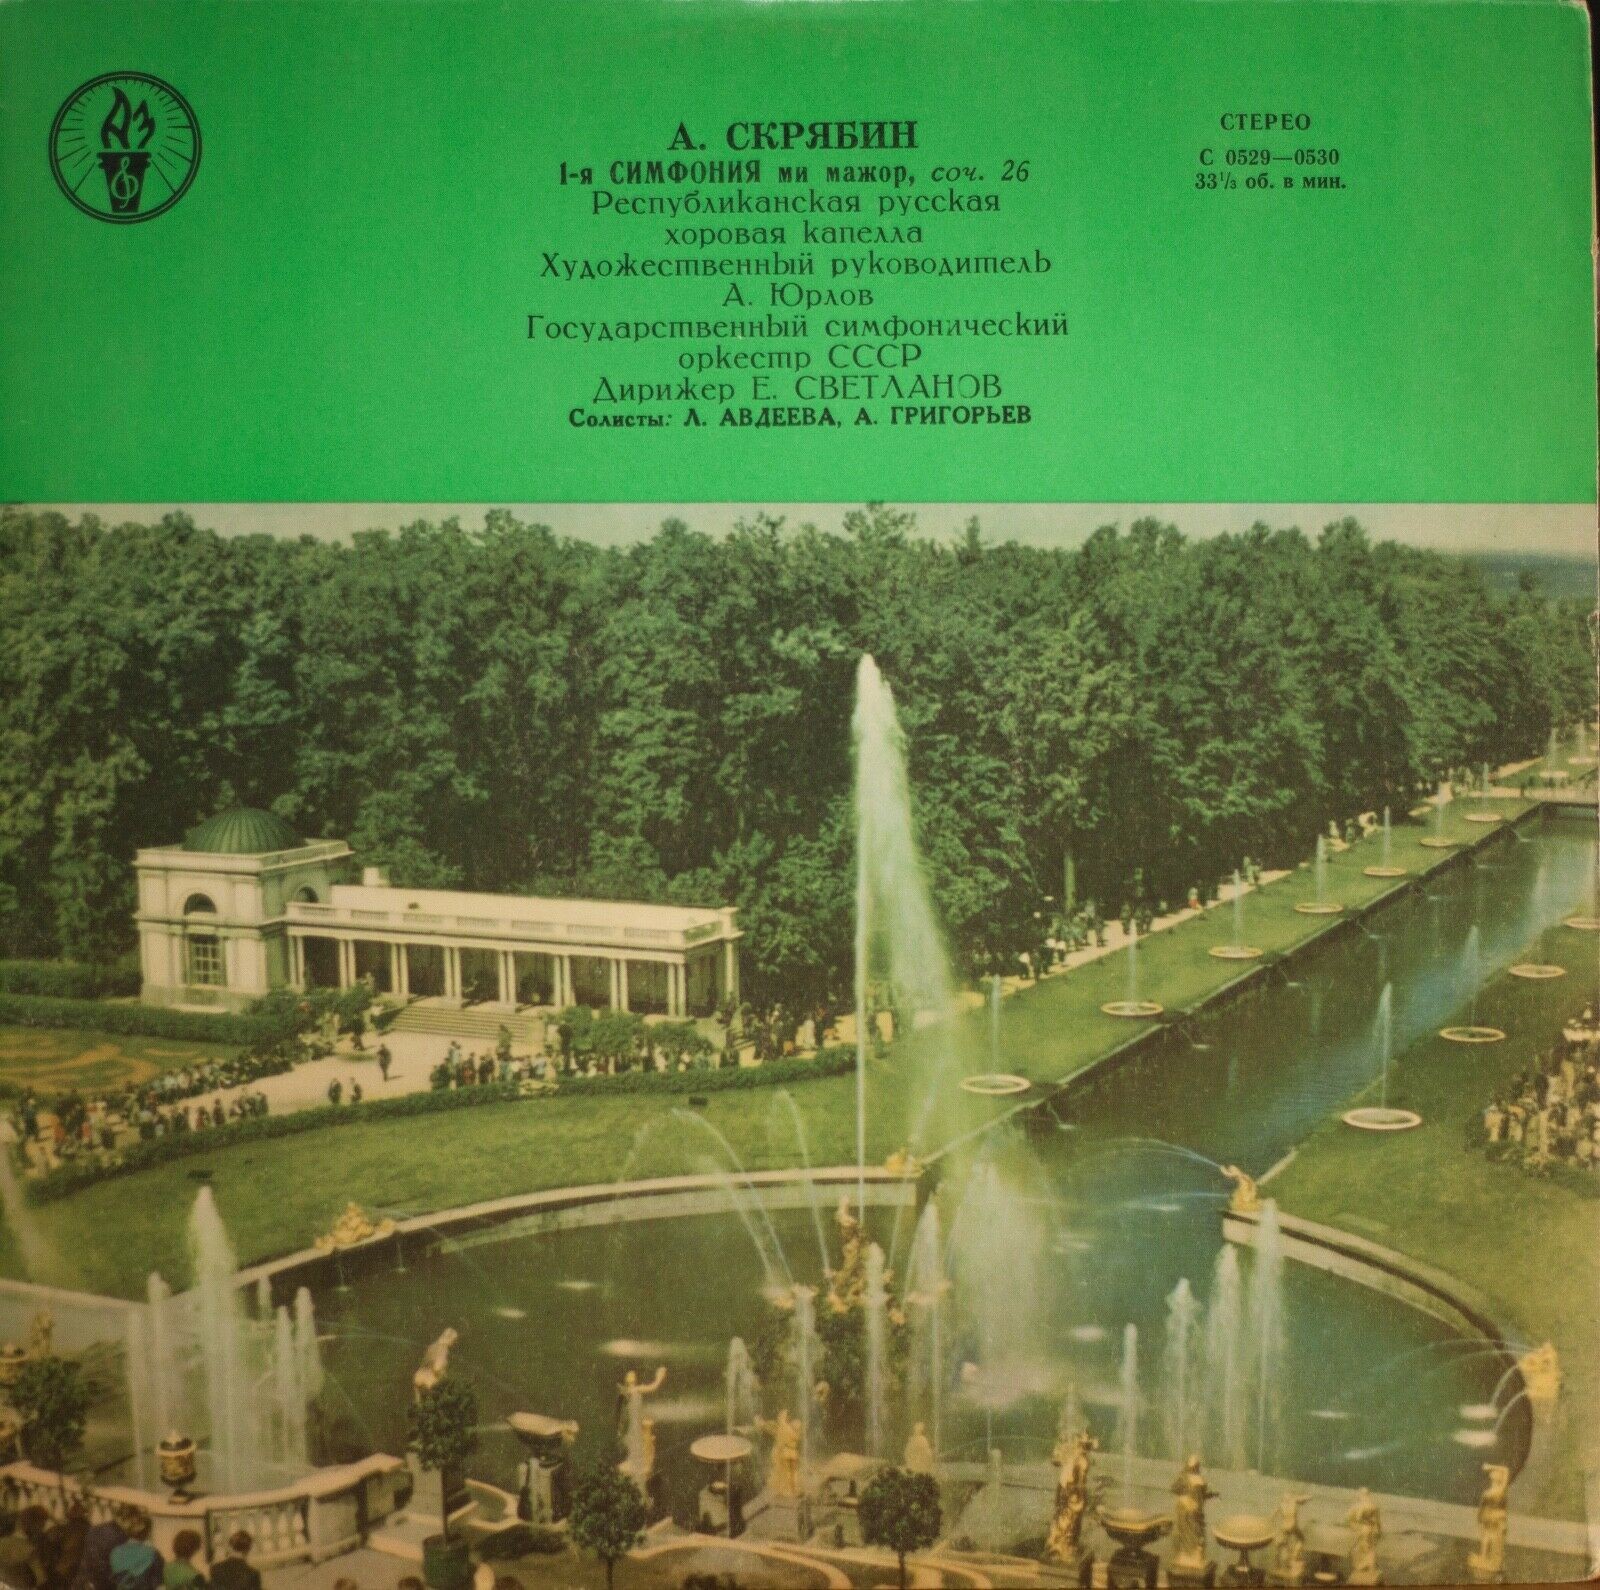 АЗ
А. СКРЯБИН
1-я СИМФОНИЯ ми мажор, соч. 26
Республиканская русская
хоровая капелла
Художественный руководитель
А. Юрлов
Государственный симфонический
оркестр СССР
Дирижер Е. СВЕТЛАНОВ
Солисты: Л. АВДЕЕВА, А. ГРИГОРЬЕВ
СТЕРЕО
С 0529—0530
33⅓ об. в мин.